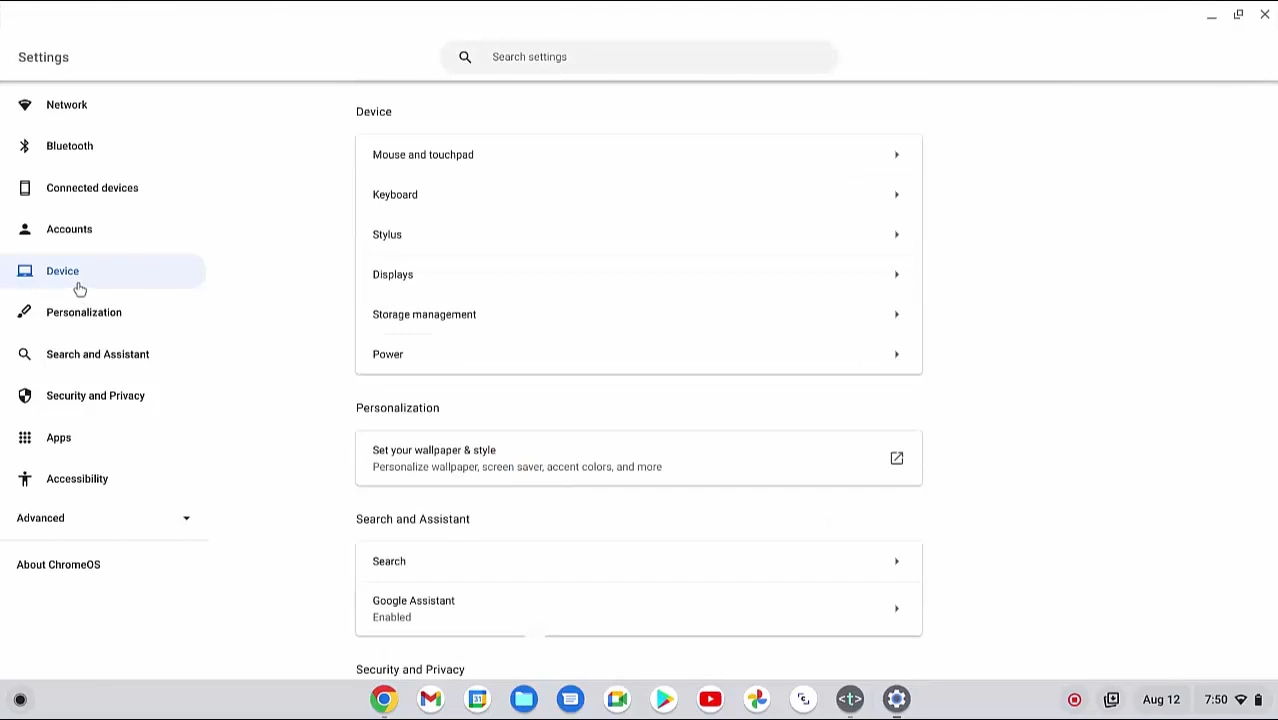 Settings
Search settings
Network
Bluetooth
Connected devices
Accounts
Device
Personalization
Search and Assistant
Security and Privacy
Apps
Accessibility
Advanced
About ChromeOS
Device
Mouse and touchpad
Keyboard
Stylus
Displays
Storage management
Power
Personalization
Set your wallpaper & style
Personalize wallpaper, screen saver, accent colors, and more
Search and Assistant
Search
Google Assistant
Enabled
Security and Privacy
31
<t>
Aug 12
7:50